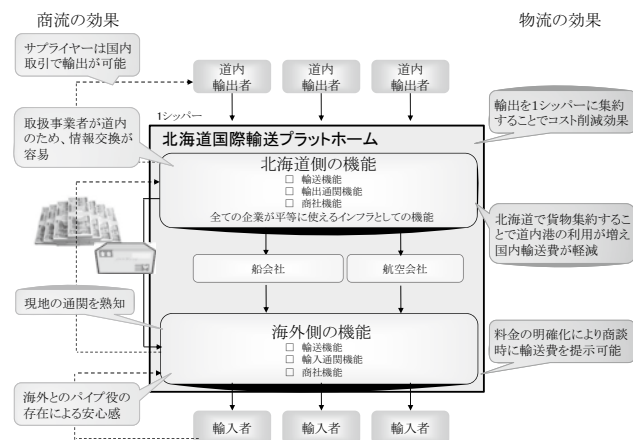 商流の効果
物流の効果
サプライヤーは国内
取引で輸出が可能
道内
輸出者
道内
輸出者
道内
輸出者
1シッパー
輸出を1シッパーに集約
することでコスト削減効果
取扱事業者が道内
のため、情報交換が
容易
北海道国際輸送プラットホーム
北海道側の機能
□ 輸送機能
□ 輸出通関機能
□ 商社機能
全ての企業が平等に使えるインフラとしての機能
北海道で貨物集約するこ
とで道内港の利用が増え
国内輸送費が軽減
船会社
航空会社
現地の通関を熟知
海外側の機能
□ 輸送機能
□ 輸入通関機能
□ 商社機能
料金の明確化により商談
時に輸送費を提示可能
海外とのパイプ役の
存在による安心感
輸入者
輸入者
輸入者